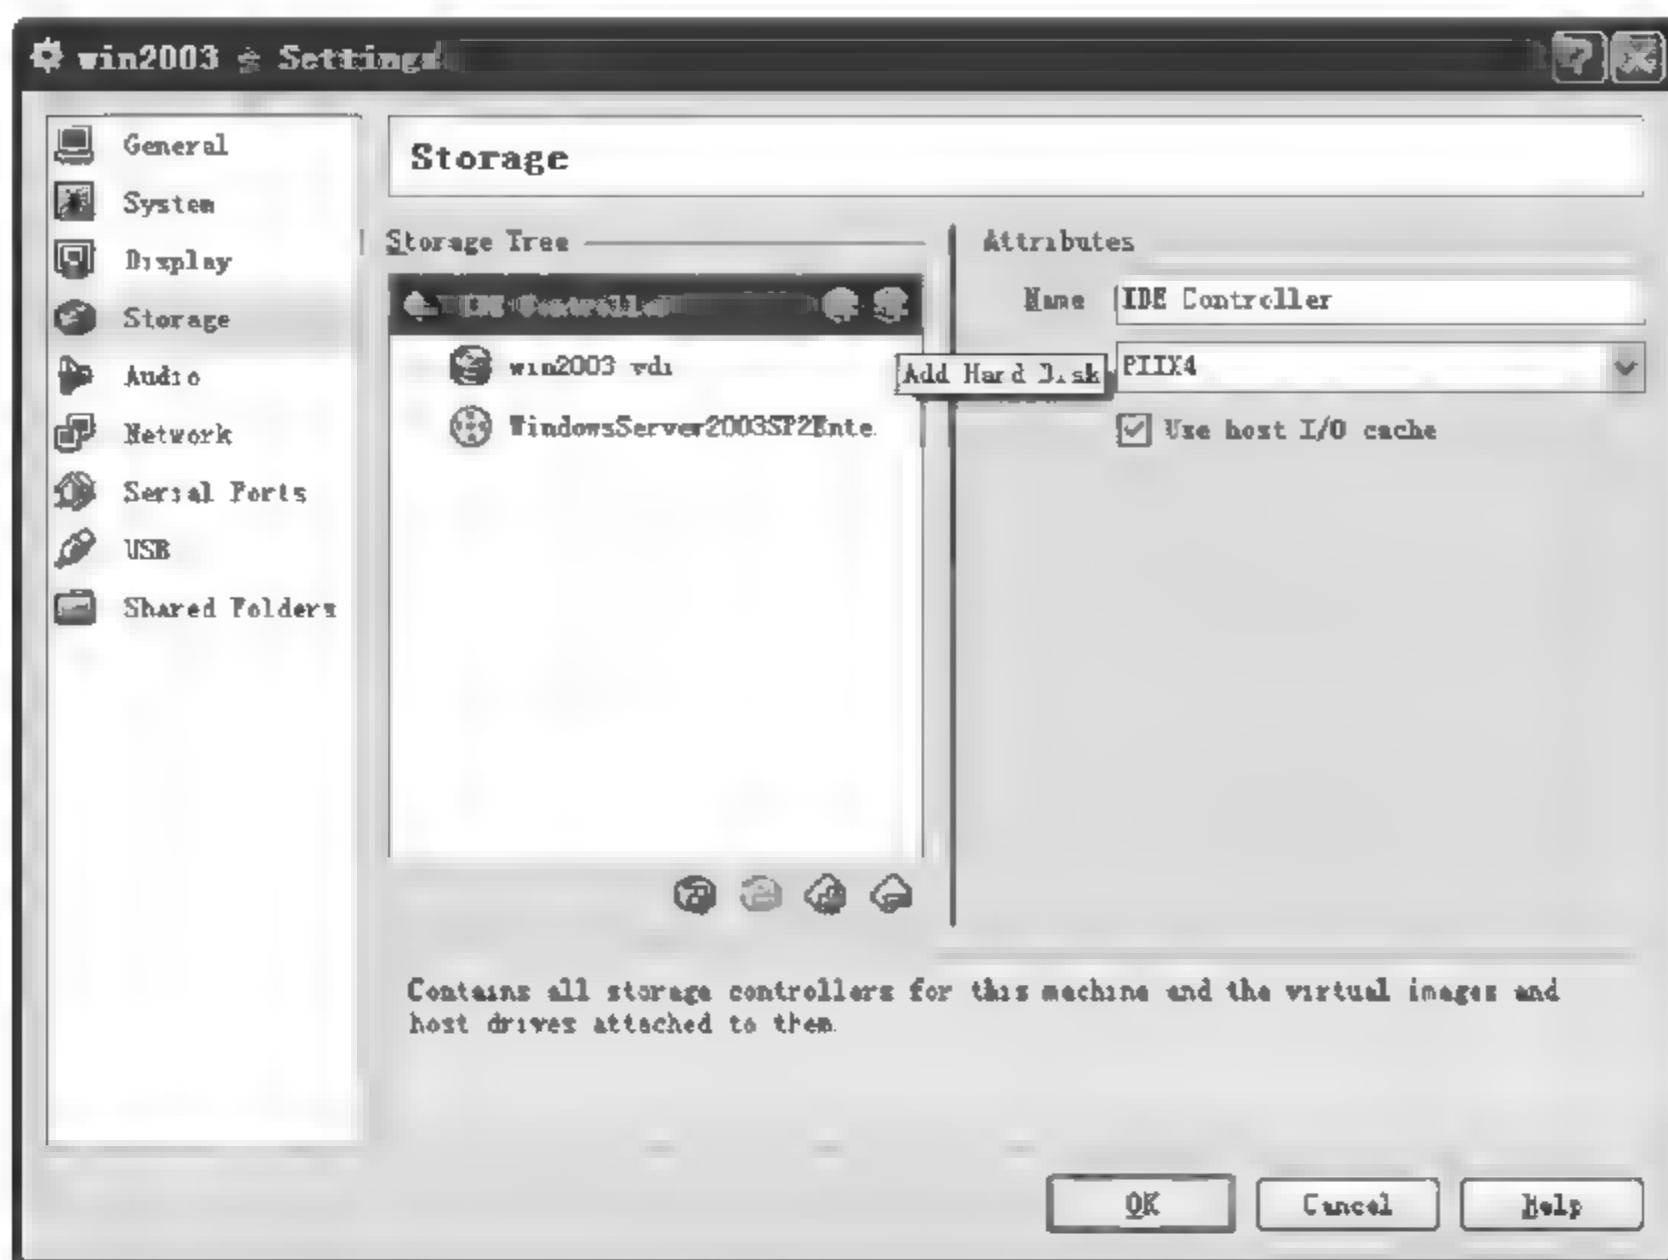 win2003 - Settings
General
System
Display
Storage
Audio
Network
Serial Ports
USB
Shared Folders
Storage
Storage Tree
IDE Controller
win2003.vdi
WindowsServer2003SP2Ente.
Add Hard Disk
Attributes
Name IDE Controller
PIIX4
Use host I/O cache
Contains all storage controllers for this machine and the virtual images and
host drives attached to them.
OK Cancel Help